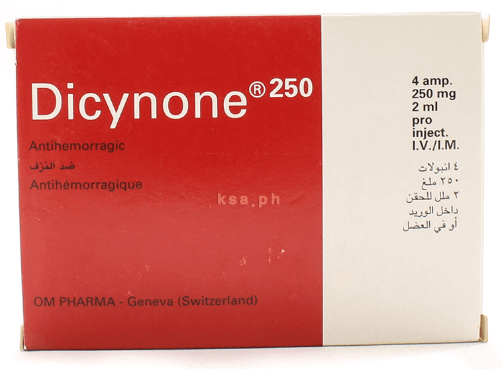 Dicynone® 250
Antihemorragic
ضد النزف
Antihémorragique
ksa.ph
OM PHARMA - Geneva (Switzerland)
4 amp.
250 mg
2 ml
pro
inject.
I.V./I.M.
٤ انبولات
٢٥٠ ملغ
٢ ملل للحقن
داخل الوريد
أو في العضل